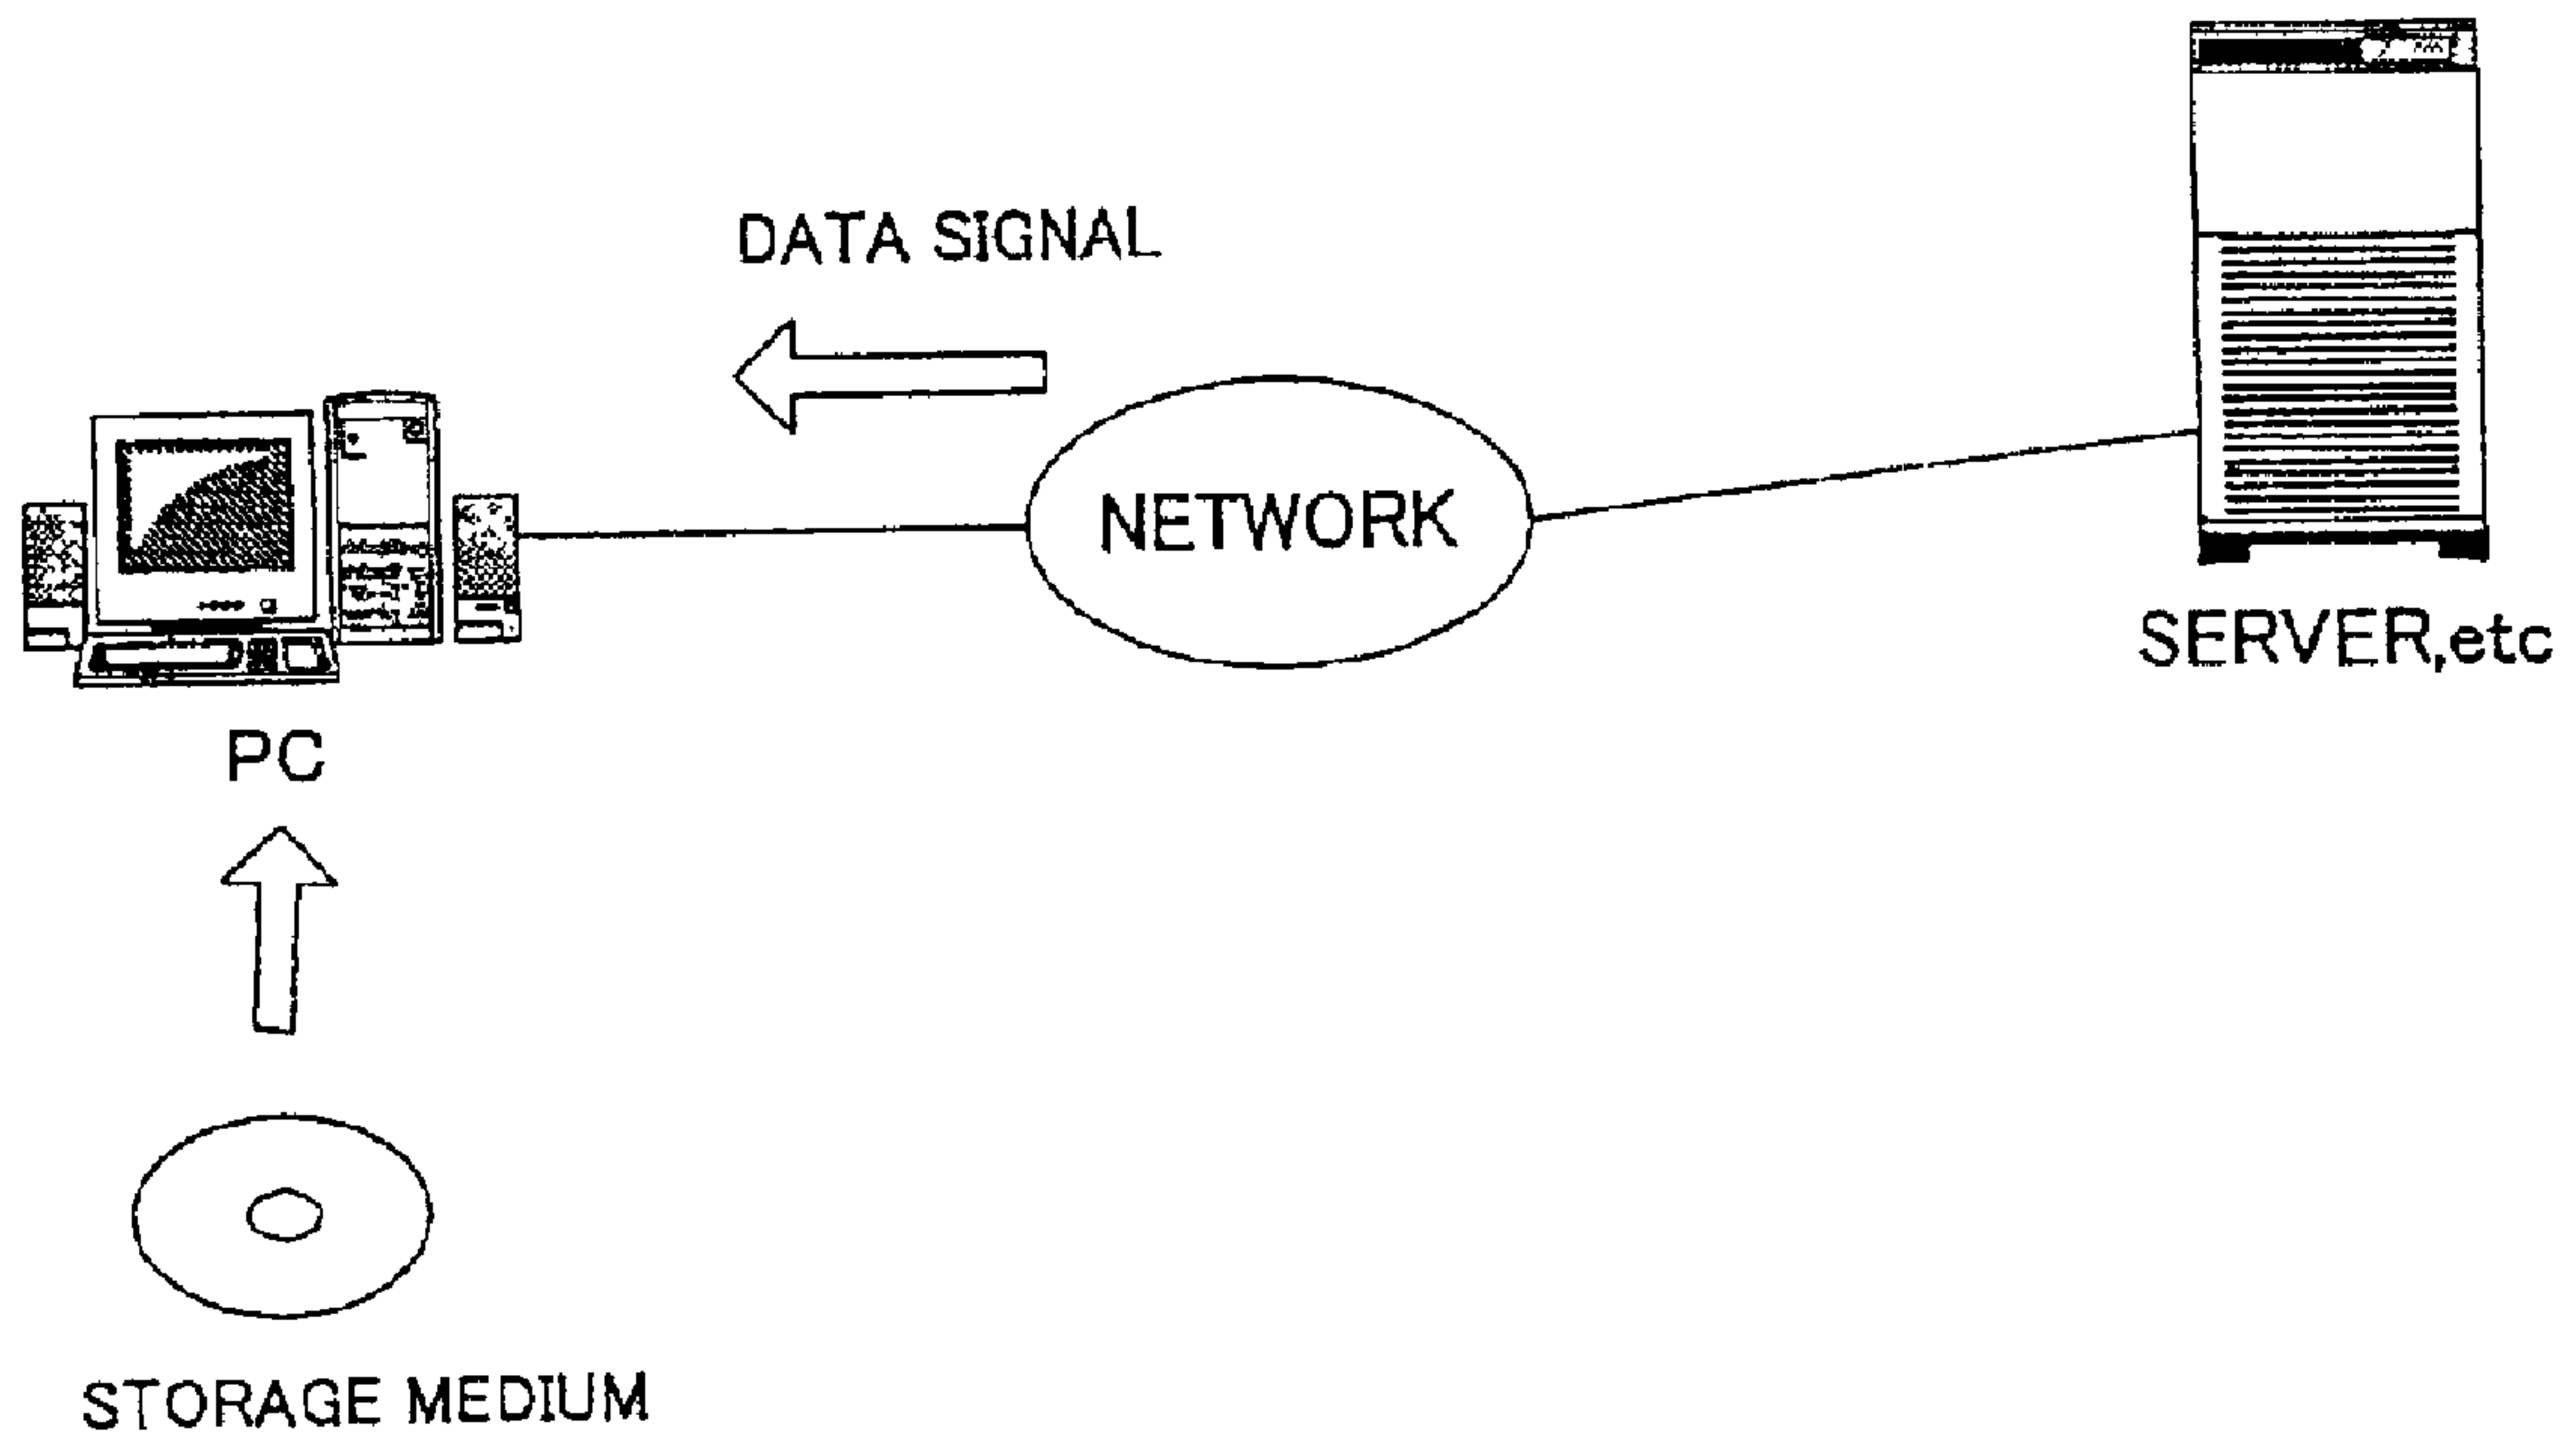 DATA SIGNAL
NETWORK
SERVER,etc
PC
STORAGE MEDIUM